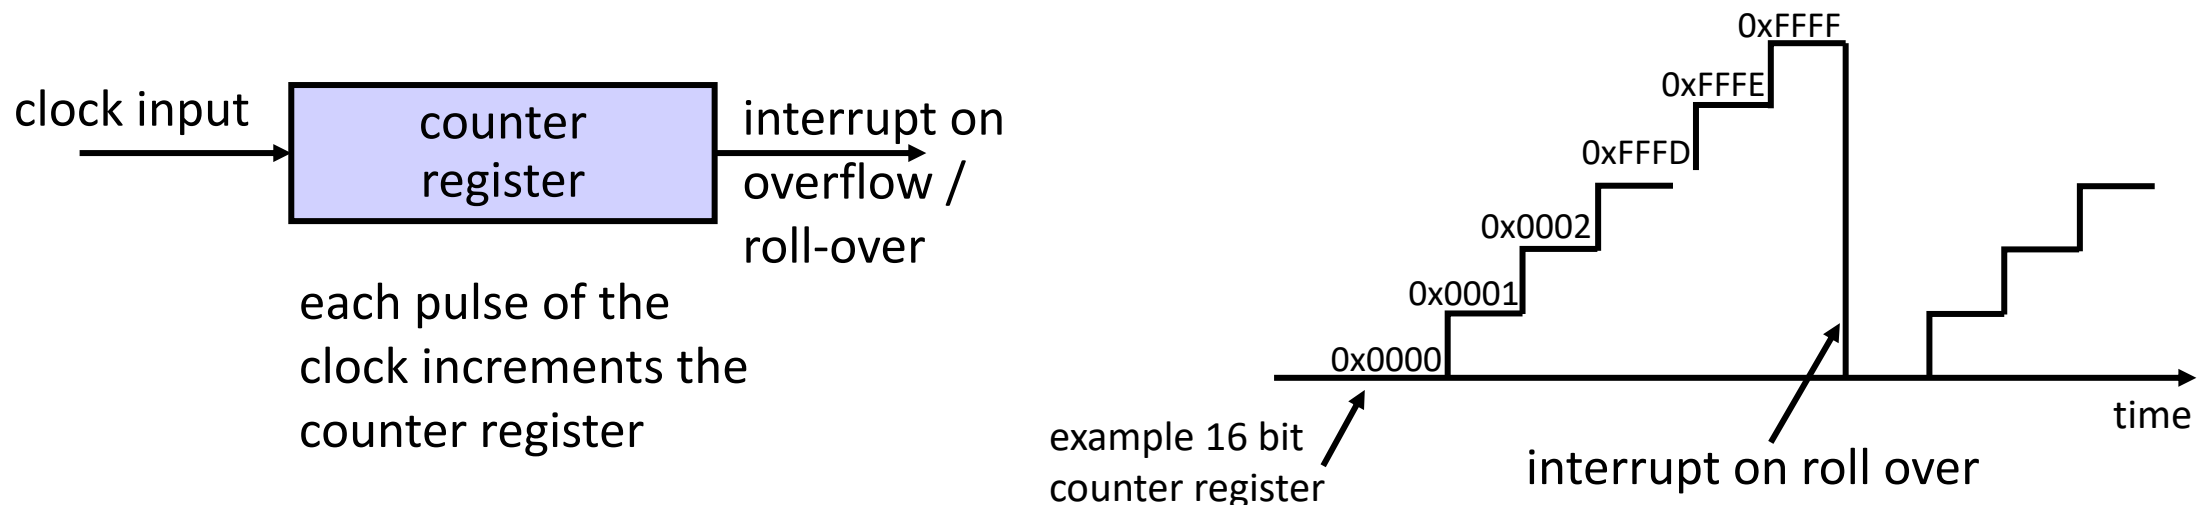 clock input
counter
register
interrupt on
overflow /
roll-over
each pulse of the
clock increments the
counter register
0xFFFF
0xFFFE
0xFFFD
0x0002
0x0001
0x0000
time
example 16 bit
counter register
interrupt on roll over